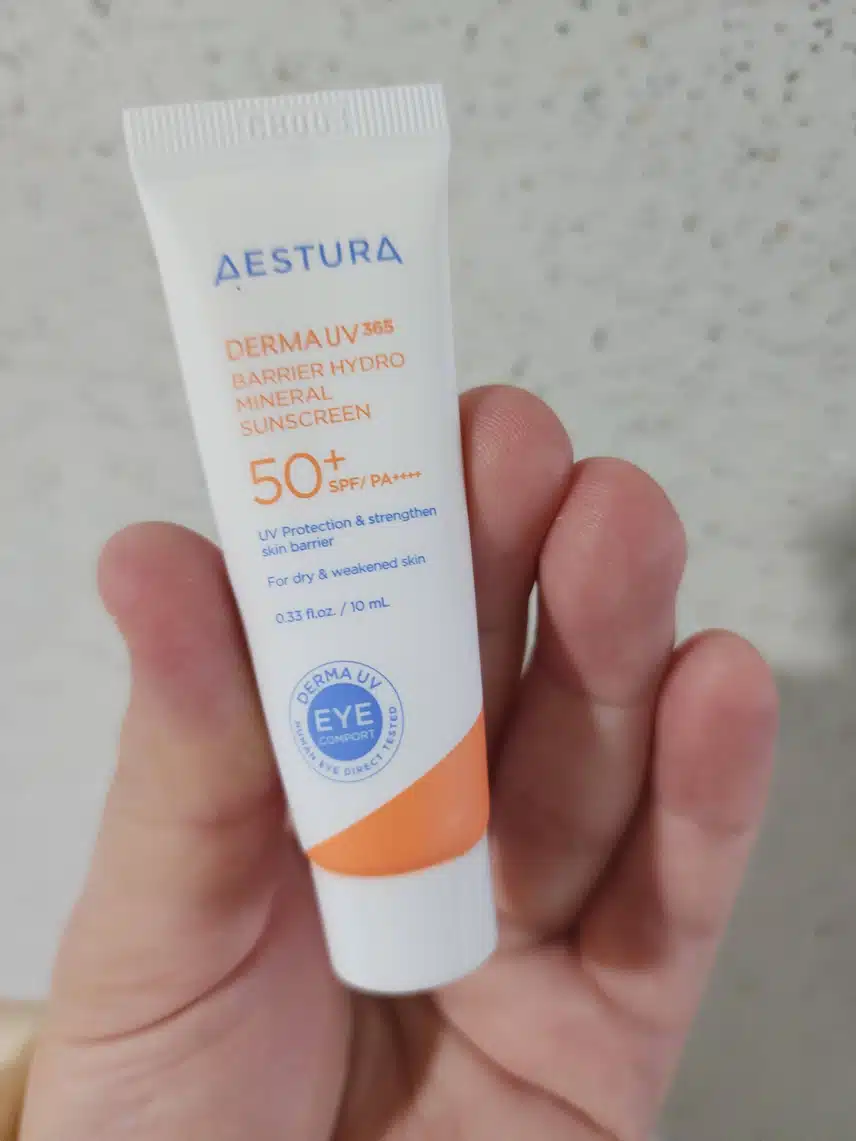 AESTURA
DERMA UV 365
BARRIER HYDRO
MINERAL
SUNSCREEN
50+
SPF/ PA++++
UV Protection & strengthen
skin barrier
For dry & weakened skin
0.33 fl.oz. / 10 mL
DERMA UV
EYE
COMFORT
HUMAN EYE DIRECT TESTED